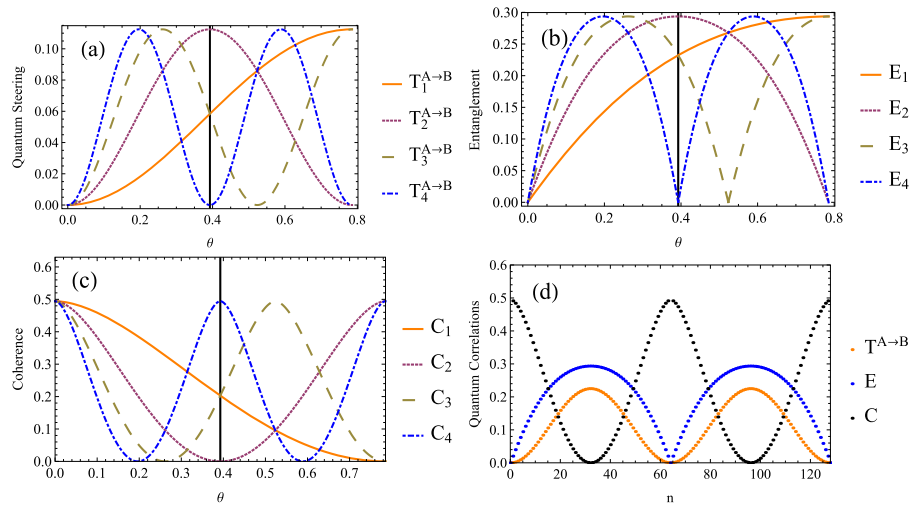 (a)
Quantum Steering
0.10
0.08
0.06
0.04
0.02
0.00
0.0 0.2 0.4 0.6 0.8
θ
T₁^{A→B}
T₂^{A→B}
T₃^{A→B}
T₄^{A→B}
(b)
Entanglement
0.30
0.25
0.20
0.15
0.10
0.05
0.00
0.0 0.2 0.4 0.6 0.8
θ
E₁
E₂
E₃
E₄
(c)
Coherence
0.6
0.5
0.4
0.3
0.2
0.1
0.0
0.0 0.1 0.2 0.3 0.4 0.5 0.6 0.7
θ
C₁
C₂
C₃
C₄
(d)
Quantum Correlations
0.6
0.5
0.4
0.3
0.2
0.1
0.0
0 20 40 60 80 100 120
n
T^{A→B}
E
C